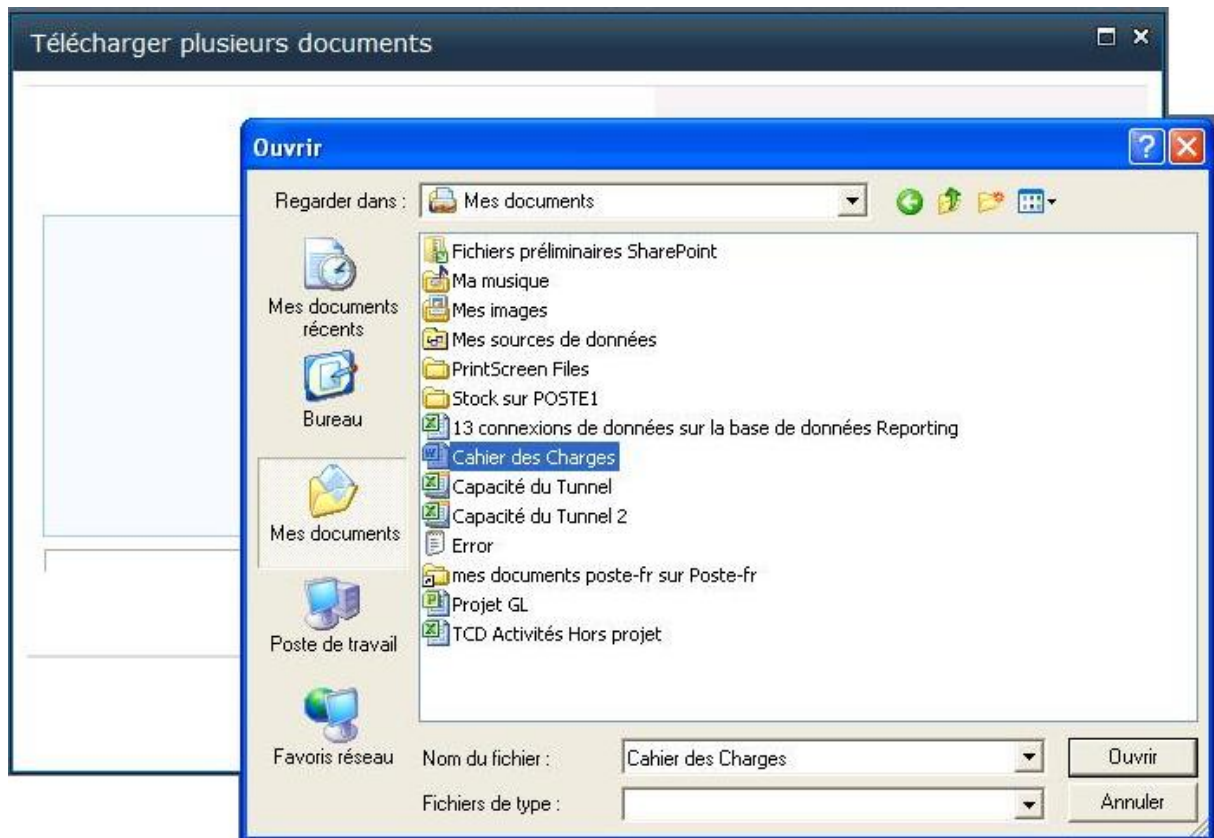 Télécharger plusieurs documents
Ouvrir
Regarder dans :
Mes documents
Mes documents
récents
Bureau
Mes documents
Poste de travail
Favoris réseau
Fichiers préliminaires SharePoint
Ma musique
Mes images
Mes sources de données
PrintScreen Files
Stock sur POSTE1
13 connexions de données sur la base de données Reporting
Cahier des Charges
Capacité du Tunnel
Capacité du Tunnel 2
Error
mes documents poste-fr sur Poste-fr
Projet GL
TCD Activités Hors projet
Nom du fichier :
Cahier des Charges
Ouvrir
Fichiers de type :
Annuler